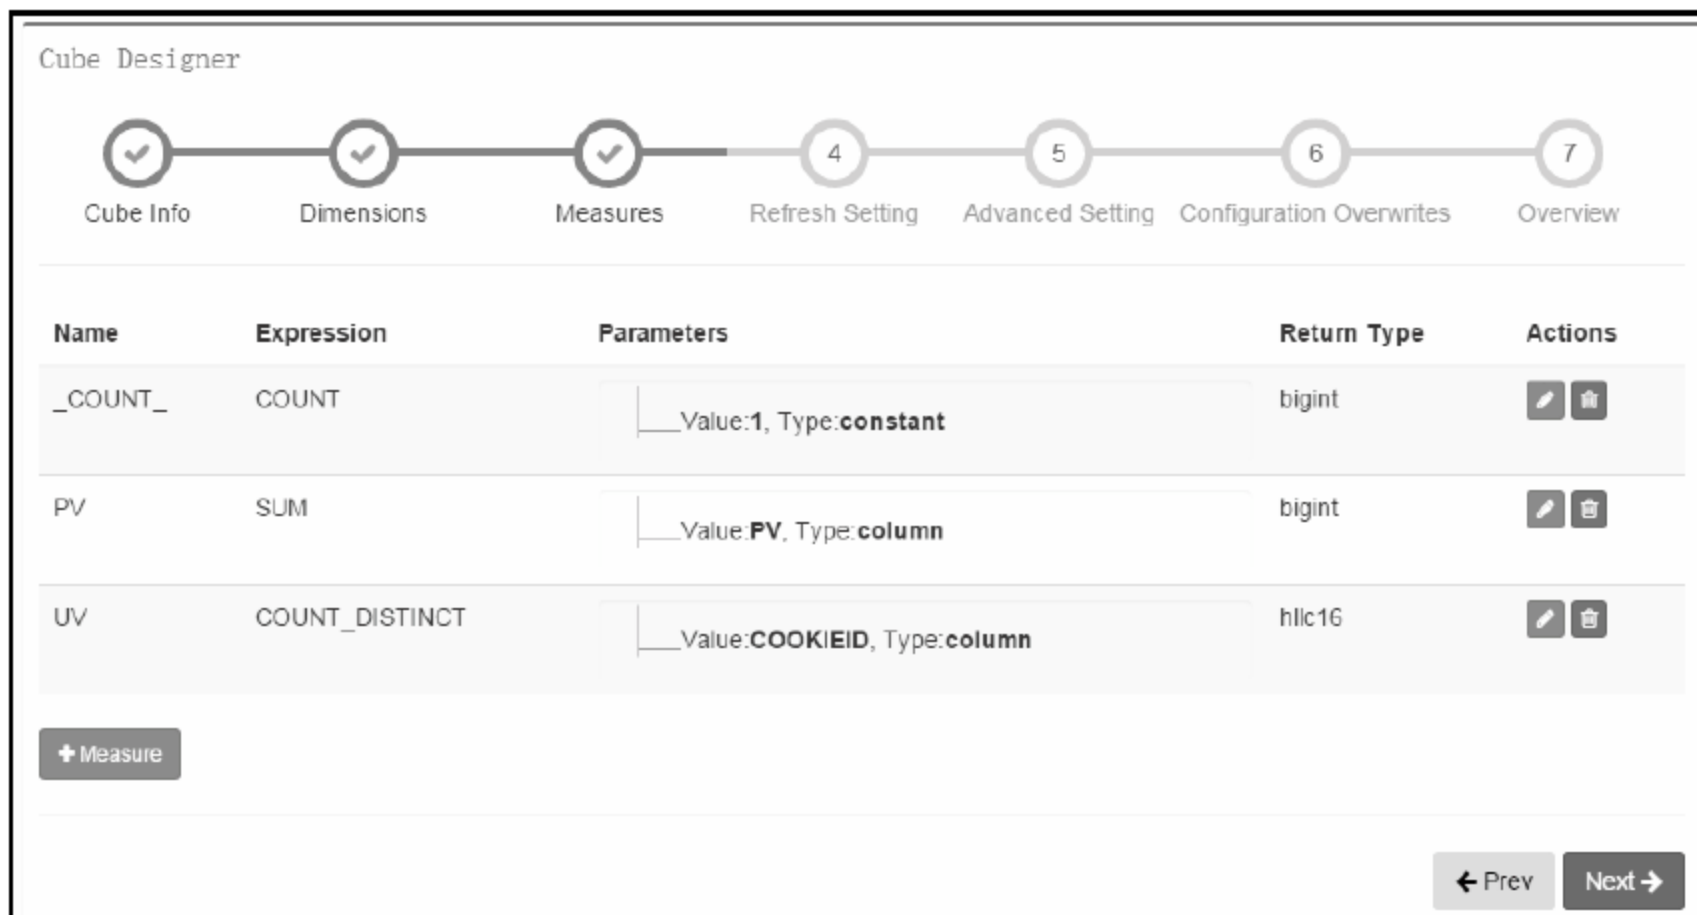 Cube Designer
4 5 6 7
Cube Info Dimensions Measures Refresh Setting Advanced Setting Configuration Overwrites Overview
Name Expression Parameters Return Type Actions
_COUNT_ COUNT bigint
Value:1, Type:constant
PV SUM bigint
Value:PV, Type:column
UV COUNT_DISTINCT hllc16
Value:COOKIEID, Type:column
+ Measure
← Prev Next →